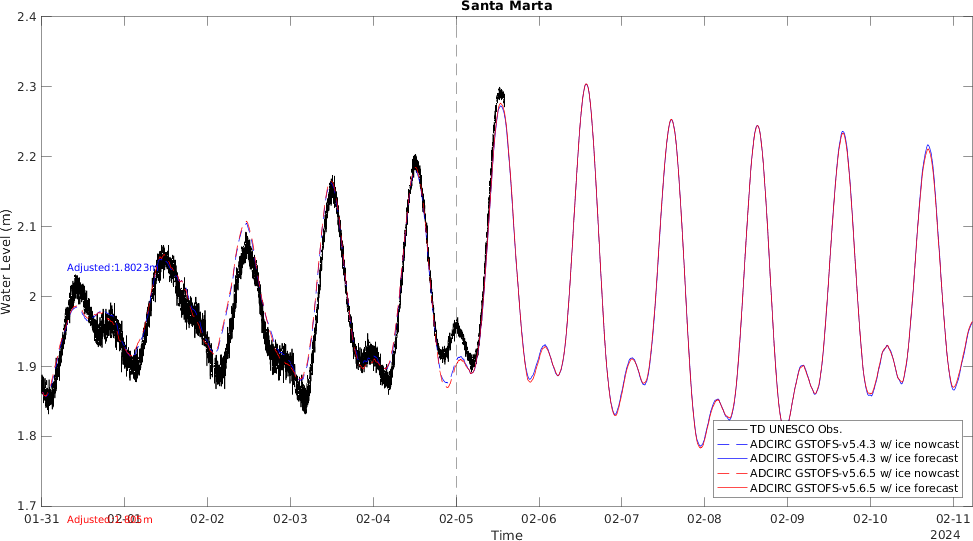 Santa Marta
2.4
2.3
2.2
2.1
2
1.9
1.8
1.7
Water Level (m)
Adjusted:1.8023m
TD UNESCO Obs.
ADCIRC GSTOFS-v5.4.3 w/ ice nowcast
ADCIRC GSTOFS-v5.4.3 w/ ice forecast
ADCIRC GSTOFS-v5.6.5 w/ ice nowcast
ADCIRC GSTOFS-v5.6.5 w/ ice forecast
01-31 02-01 02-02 02-03 02-04 02-05 02-06 02-07 02-08 02-09 02-10 02-11
Time
2024